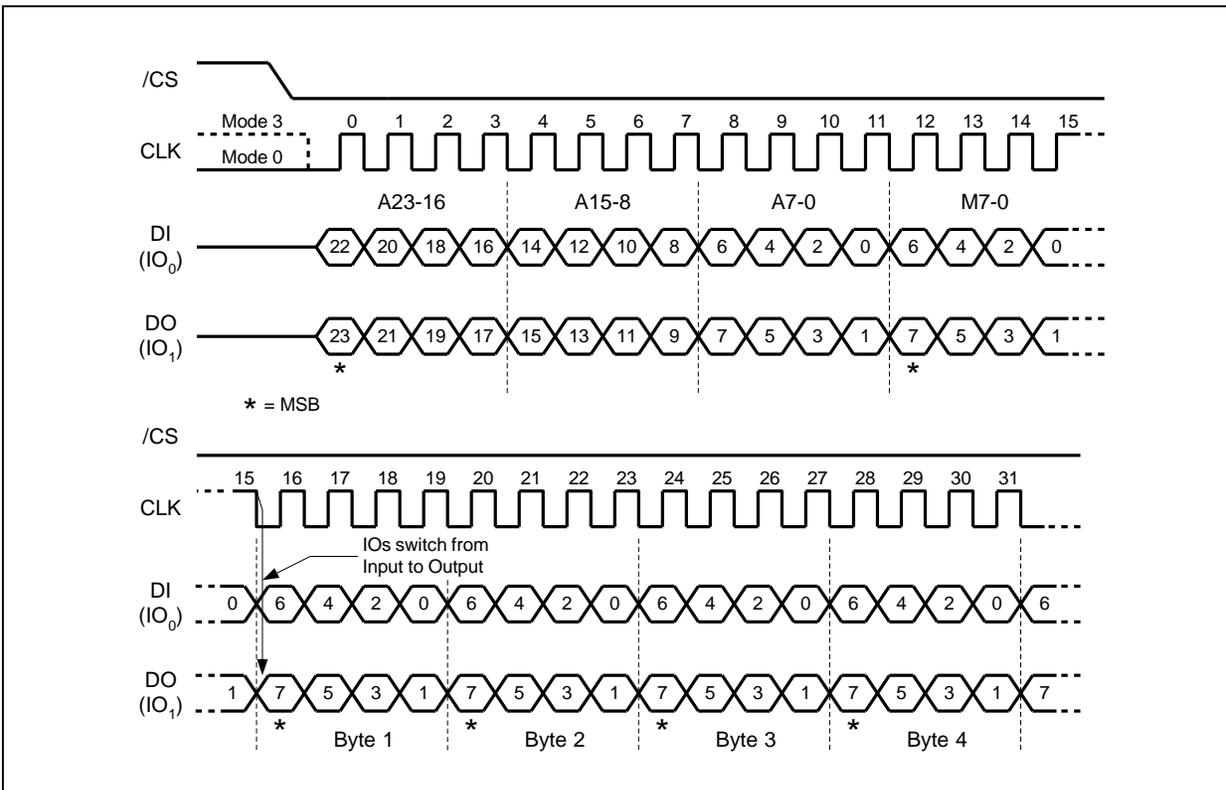 /CS
Mode 3 0 1 2 3 4 5 6 7 8 9 10 11 12 13 14 15
CLK
Mode 0
A23-16 A15-8 A7-0 M7-0
DI
(IO0)
22 20 18 16 14 12 10 8 6 4 2 0 6 4 2 0
DO
(IO1)
23 21 19 17 15 13 11 9 7 5 3 1 7 5 3 1
* *
* = MSB
/CS
15 16 17 18 19 20 21 22 23 24 25 26 27 28 29 30 31
CLK
IOs switch from
Input to Output
DI
(IO0)
0 6 4 2 0 6 4 2 0 6 4 2 0 6 4 2 0 6
DO
(IO1)
1 7 5 3 1 7 5 3 1 7 5 3 1 7 5 3 1 7
* * * *
Byte 1 Byte 2 Byte 3 Byte 4